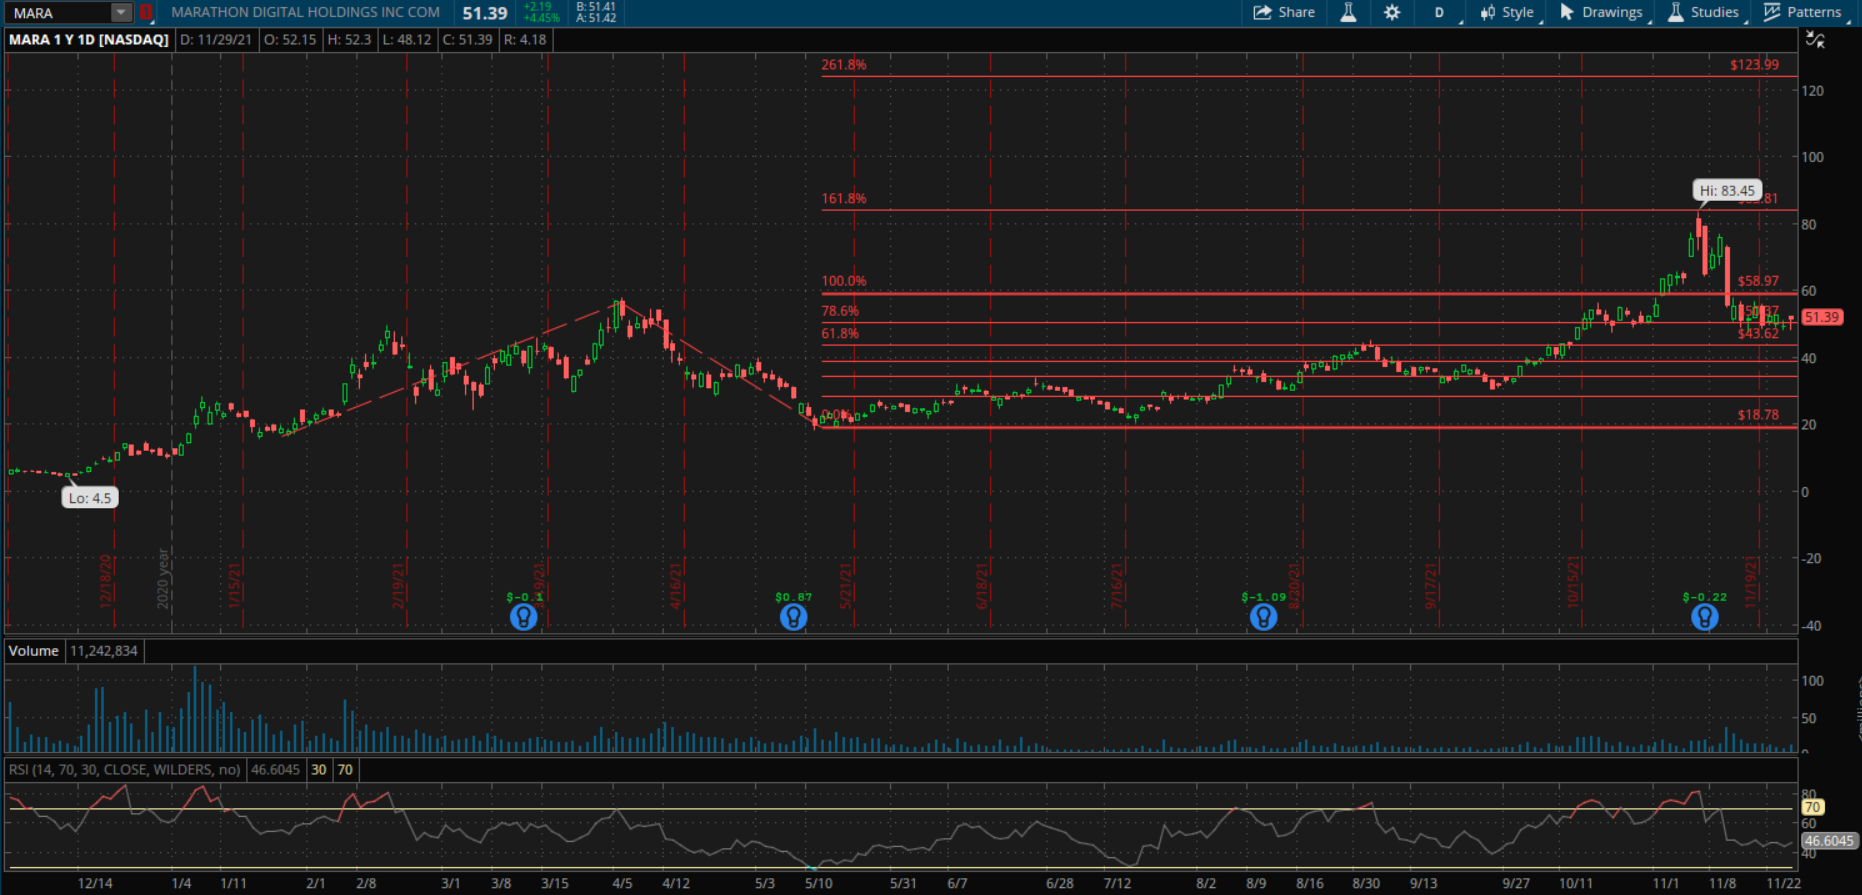 MARA 1 MARATHON DIGITAL HOLDINGS INC COM 51.39 +2.19 +4.45% B: 51.41 A: 51.42 Share D Style Drawings Studies Patterns
MARA 1 Y 1D [NASDAQ] D: 11/29/21 O: 52.15 H: 52.3 L: 48.12 C: 51.39 R: 4.18
261.8% $123.99
120
100
Hi: 83.45
161.8% .81
80
100.0% $58.97
60
78.6%
51.39
61.8% $43.62
40
0.0% $18.78
20
Lo: 4.5
0
-20
12/18/20 2020 year 1/15/21 2/19/21 3/19/21 4/16/21 5/21/21 6/18/21 7/16/21 8/20/21 9/17/21 10/15/21 11/19/21
$-0.1 $0.87 $-1.09 $-0.22
-40
Volume 11,242,834
100
50
0
RSI (14, 70, 30, CLOSE, WILDERS, no) 46.6045 30 70
80
70
60
46.6045
40
12/14 1/4 1/11 2/1 2/8 3/1 3/8 3/15 4/5 4/12 5/3 5/10 5/31 6/7 6/28 7/12 8/2 8/9 8/16 8/30 9/13 9/27 10/11 11/1 11/8 11/22